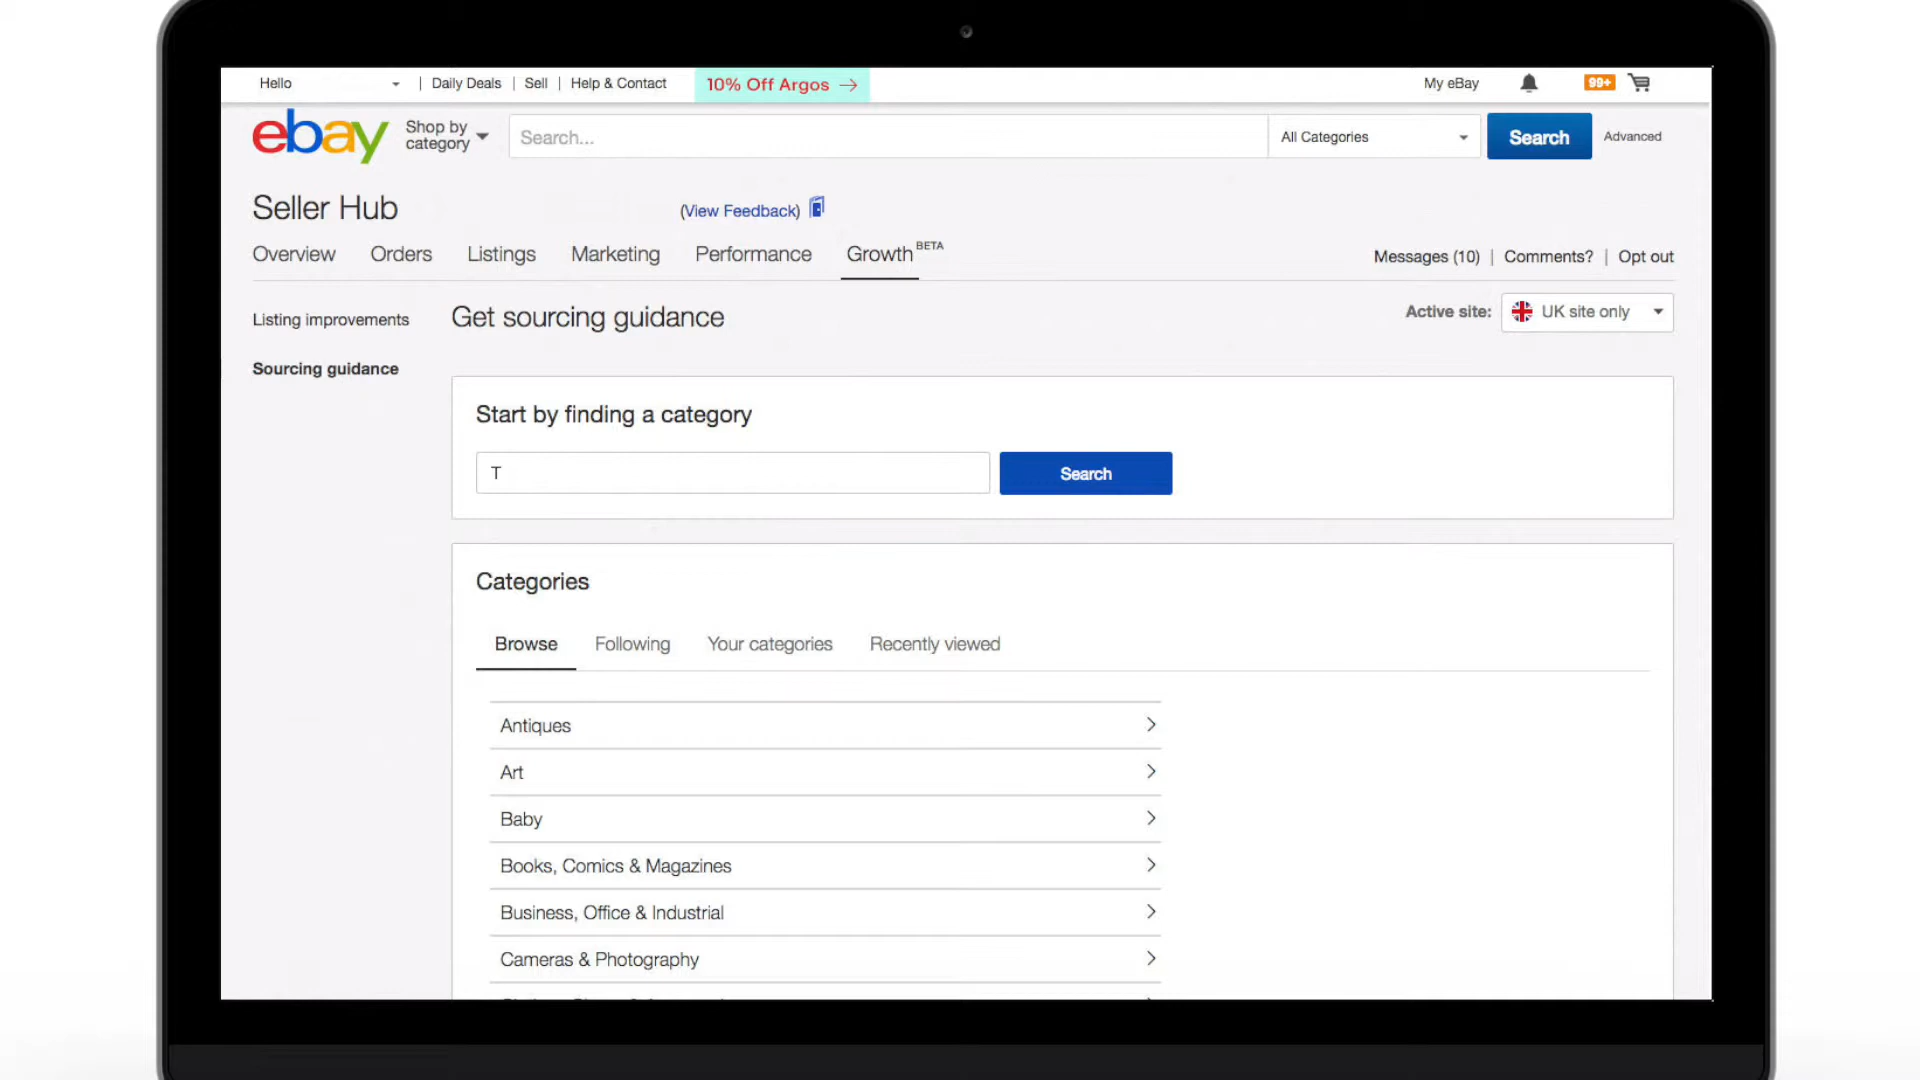 Hello | Daily Deals | Sell | Help & Contact 10% Off Argos → My eBay 99+
ebay Shop by category Search... All Categories Search Advanced
Seller Hub (View Feedback)
Overview Orders Listings Marketing Performance Growth BETA Messages (10) | Comments? | Opt out
Listing improvements Get sourcing guidance Active site: UK site only
Sourcing guidance
Start by finding a category
T Search
Categories
Browse Following Your categories Recently viewed
Antiques
Art
Baby
Books, Comics & Magazines
Business, Office & Industrial
Cameras & Photography